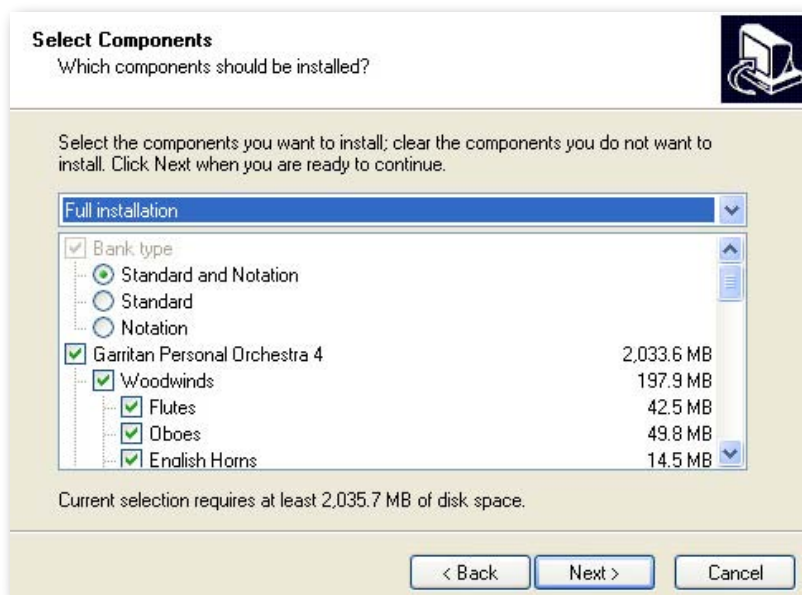 Select Components
Which components should be installed?
Select the components you want to install; clear the components you do not want to
install. Click Next when you are ready to continue.
Full installation
Bank type
Standard and Notation
Standard
Notation
Garritan Personal Orchestra 4 2,033.6 MB
Woodwinds 197.9 MB
Flutes 42.5 MB
Oboes 49.8 MB
English Horns 14.5 MB
Current selection requires at least 2,035.7 MB of disk space.
< Back Next > Cancel